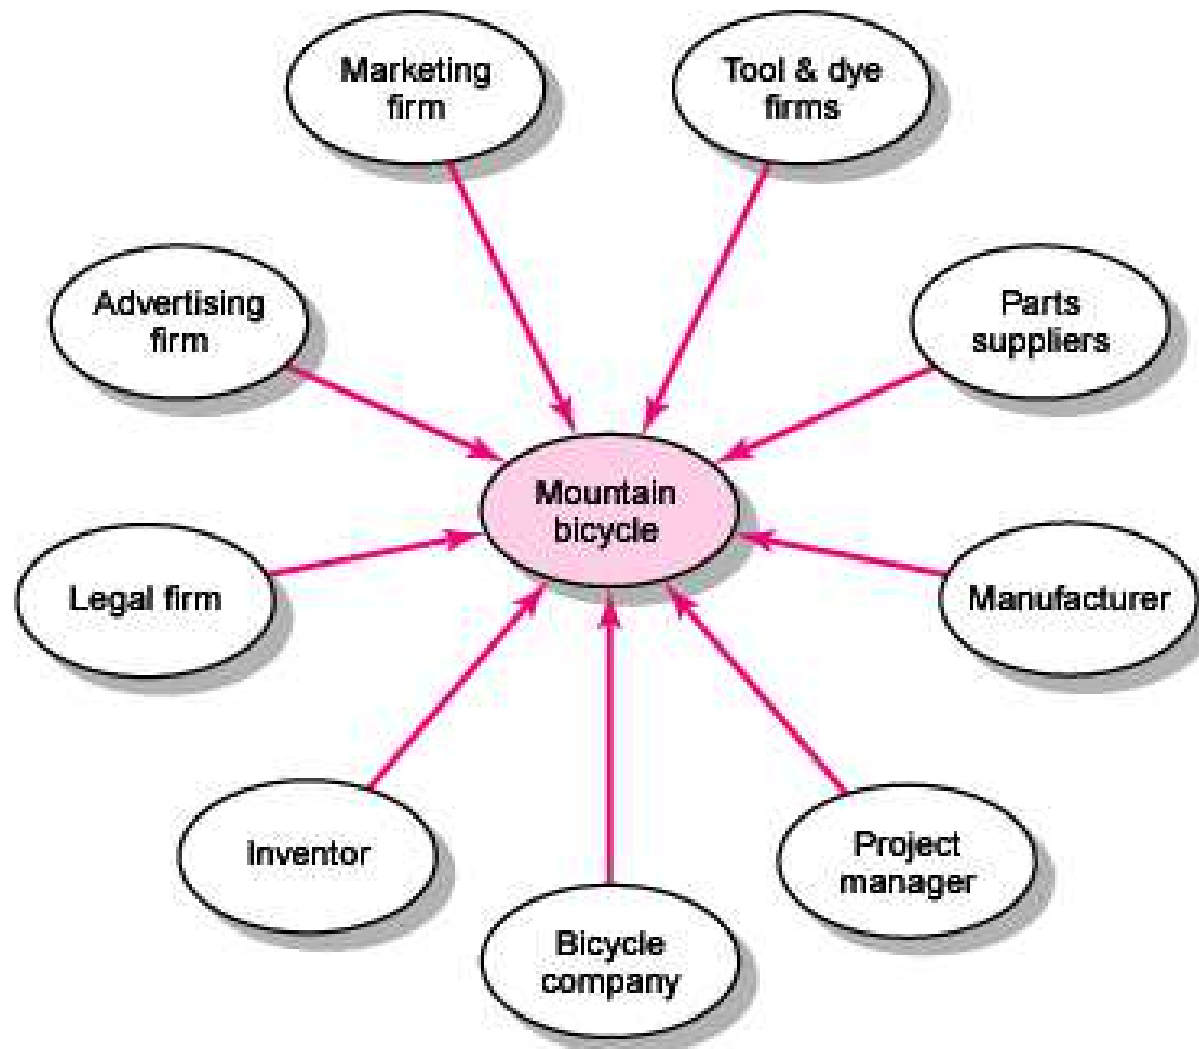 Marketing
firm
Tool & dye
firms
Advertising
firm
Parts
suppliers
Mountain
bicycle
Legal firm
Manufacturer
Inventor
Project
manager
Bicycle
company